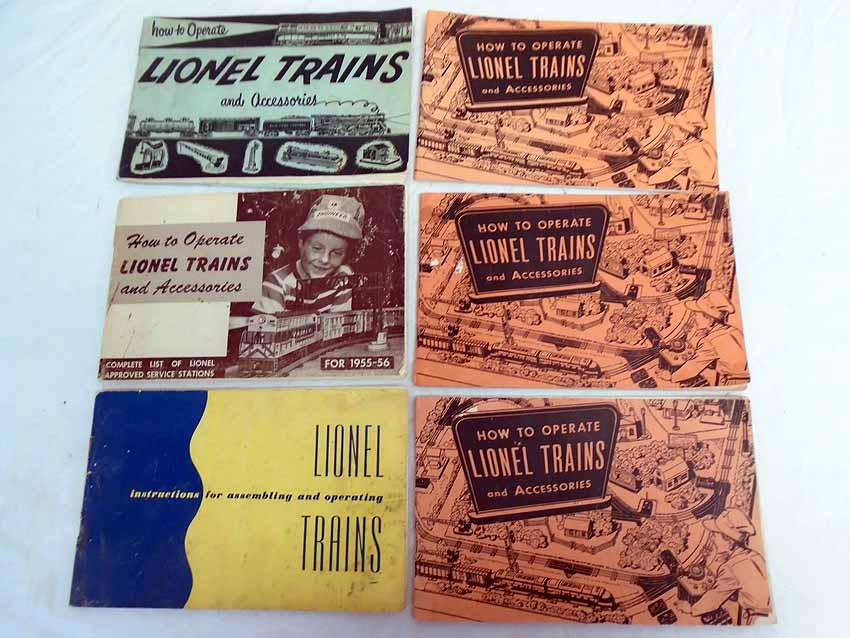 how to Operate
LIONEL TRAINS
and Accessories
HOW TO OPERATE
LIONEL TRAINS
and ACCESSORIES
How to Operate
LIONEL TRAINS
and Accessories
ENGINEER
COMPLETE LIST OF LIONEL
APPROVED SERVICE STATIONS
FOR 1955-56
HOW TO OPERATE
LIONEL TRAINS
and ACCESSORIES
LIONEL
instructions for assembling and operating
TRAINS
HOW TO OPERATE
LIONEL TRAINS
and ACCESSORIES